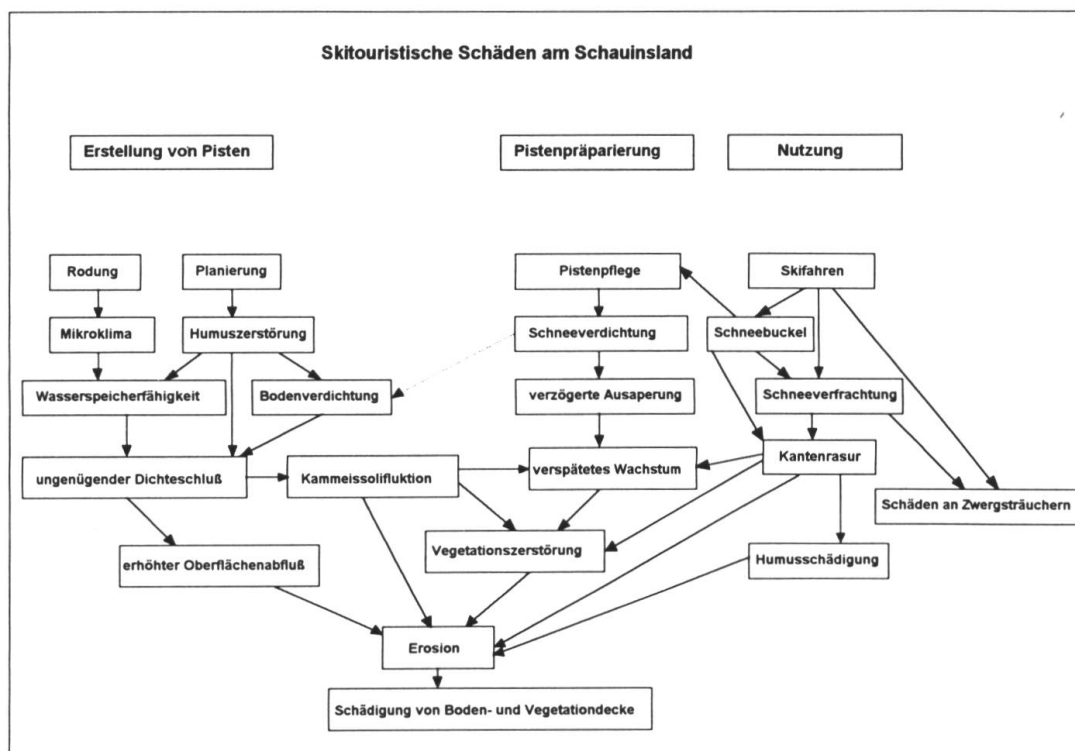 Skitouristische Schäden am Schauinsland
Erstellung von Pisten
Pistenpräparierung
Nutzung
Rodung
Planierung
Pistenpflege
Skifahren
Mikroklima
Humuszerstörung
Schneeverdichtung
Schneebuckel
Wasserspeicherfähigkeit
Bodenverdichtung
verzögerte Ausaperung
Schneeverfrachtung
ungenügender Dichteschluß
Kammeissolifluktion
verspätetes Wachstum
Kantenrasur
Schäden an Zwergsträuchern
erhöhter Oberflächenabfluß
Vegetationszerstörung
Humusschädigung
Erosion
Schädigung von Boden- und Vegetationdecke